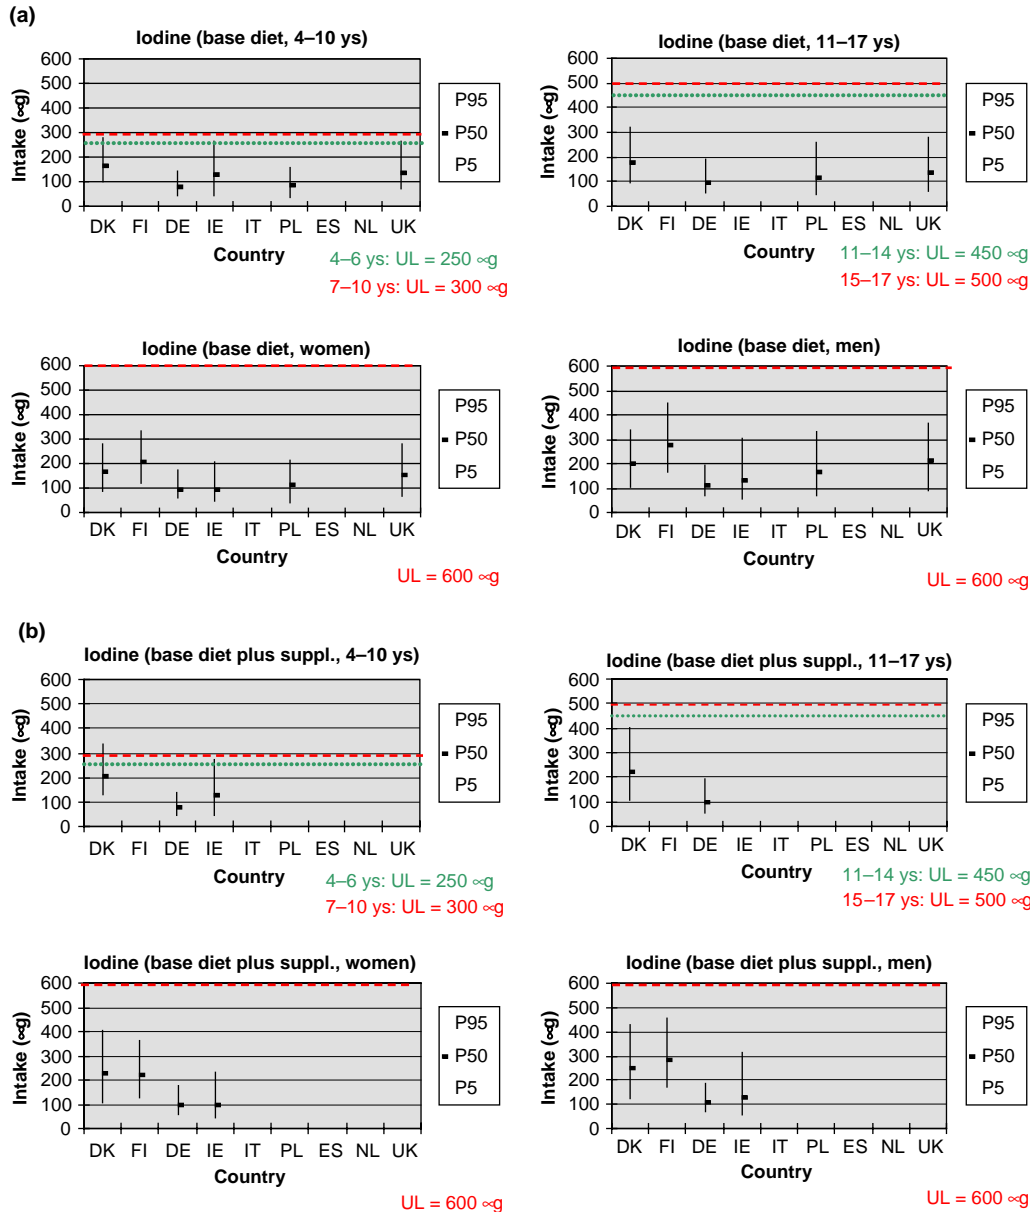 (a)
Iodine (base diet, 4–10 ys)
Intake (∝g)
600
500
400
300
200
100
0
DK FI DE IE IT PL ES NL UK
Country
P95
P50
P5
4–6 ys: UL = 250 ∝g
7–10 ys: UL = 300 ∝g
Iodine (base diet, 11–17 ys)
Intake (∝g)
600
500
400
300
200
100
0
DK FI DE IE IT PL ES NL UK
Country
P95
P50
P5
11–14 ys: UL = 450 ∝g
15–17 ys: UL = 500 ∝g
Iodine (base diet, women)
Intake (∝g)
600
500
400
300
200
100
0
DK FI DE IE IT PL ES NL UK
Country
P95
P50
P5
UL = 600 ∝g
Iodine (base diet, men)
Intake (∝g)
600
500
400
300
200
100
0
DK FI DE IE IT PL ES NL UK
Country
P95
P50
P5
UL = 600 ∝g
(b)
Iodine (base diet plus suppl., 4–10 ys)
Intake (∝g)
600
500
400
300
200
100
0
DK FI DE IE IT PL ES NL UK
Country
P95
P50
P5
4–6 ys: UL = 250 ∝g
7–10 ys: UL = 300 ∝g
Iodine (base diet plus suppl., 11–17 ys)
Intake (∝g)
600
500
400
300
200
100
0
DK FI DE IE IT PL ES NL UK
Country
P95
P50
P5
11–14 ys: UL = 450 ∝g
15–17 ys: UL = 500 ∝g
Iodine (base diet plus suppl., women)
Intake (∝g)
600
500
400
300
200
100
0
DK FI DE IE IT PL ES NL UK
Country
P95
P50
P5
UL = 600 ∝g
Iodine (base diet plus suppl., men)
Intake (∝g)
600
500
400
300
200
100
0
DK FI DE IE IT PL ES NL UK
Country
P95
P50
P5
UL = 600 ∝g